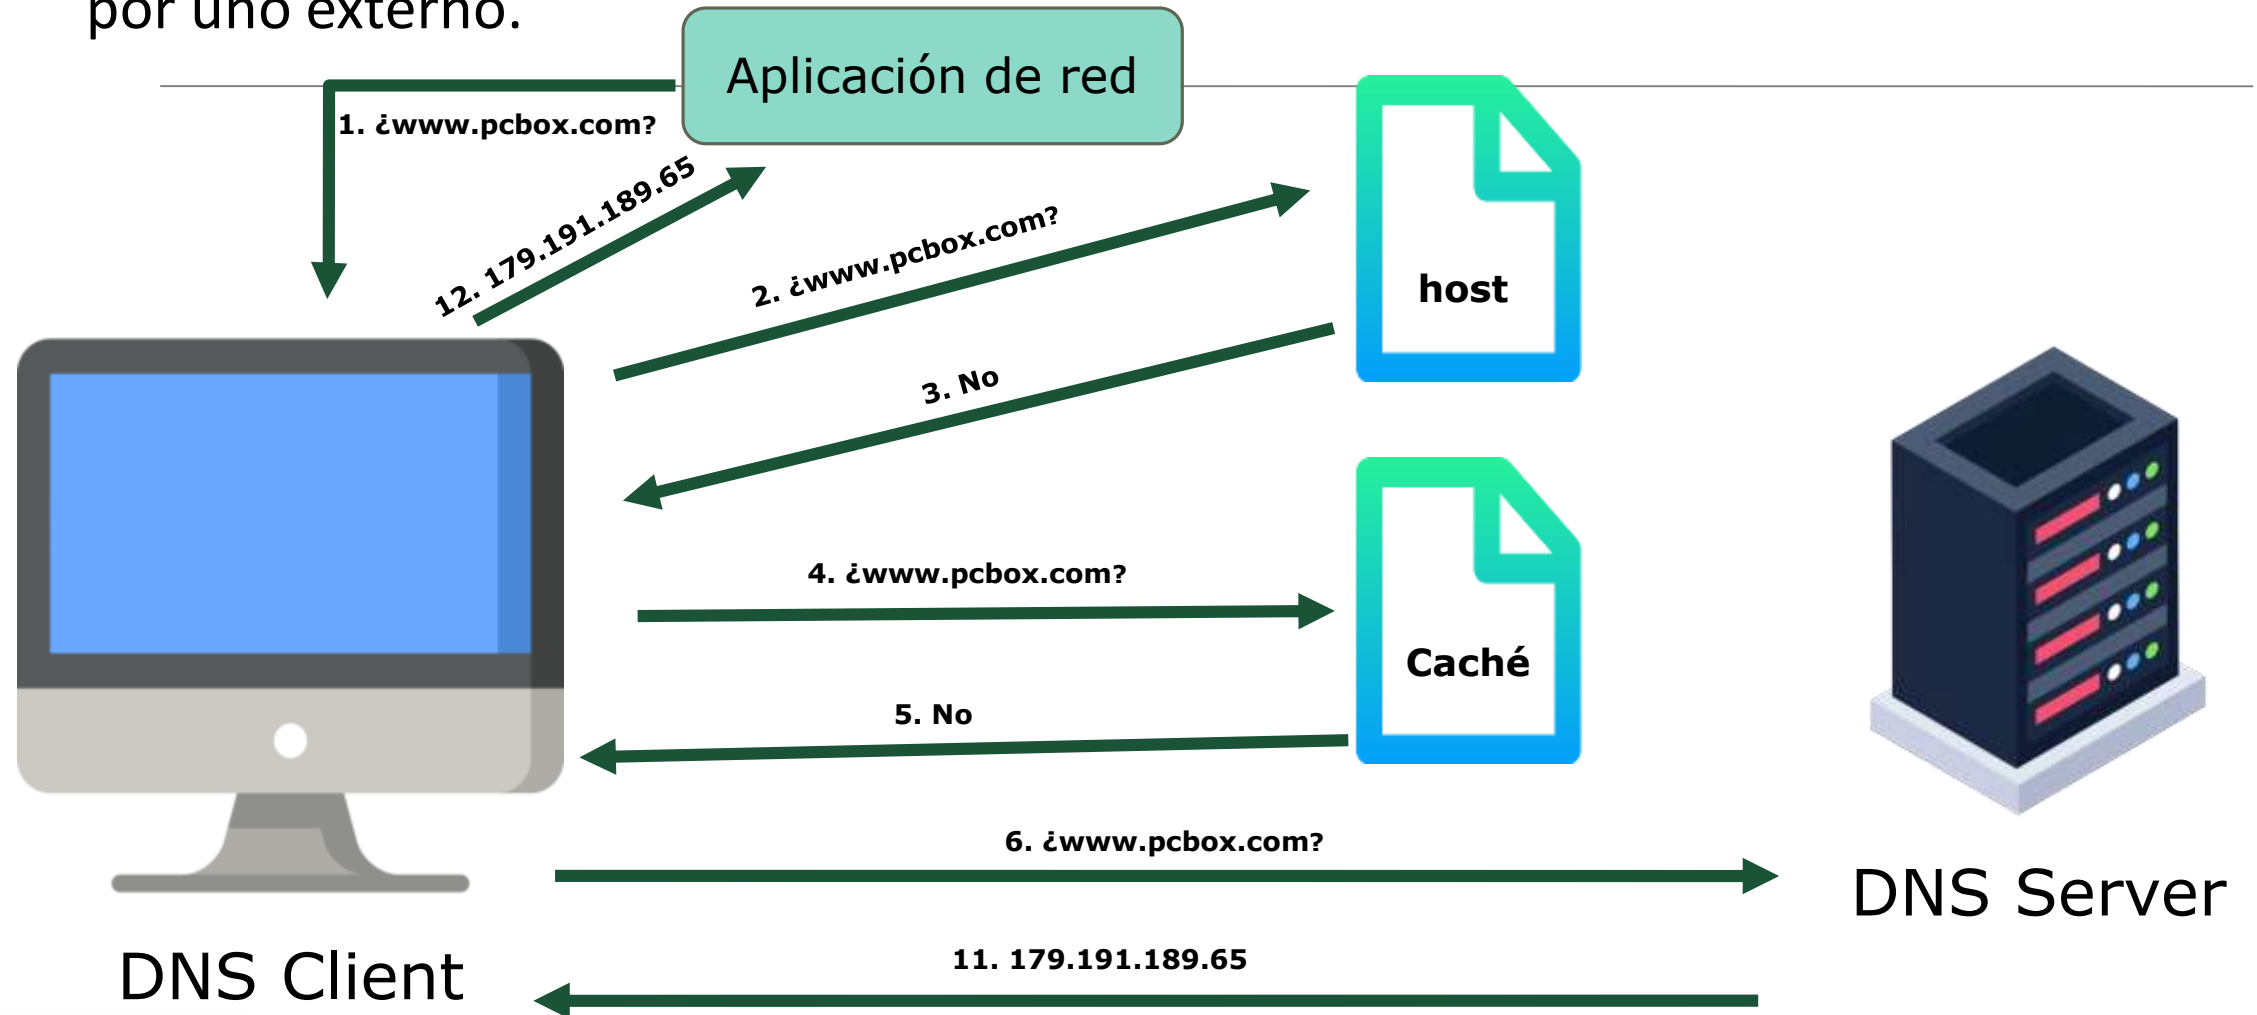 por uno externo.
Aplicación de red
1. ¿www.pcbox.com?
12. 179.191.189.65
2. ¿www.pcbox.com?
host
3. No
4. ¿www.pcbox.com?
Caché
5. No
6. ¿www.pcbox.com?
DNS Server
11. 179.191.189.65
DNS Client